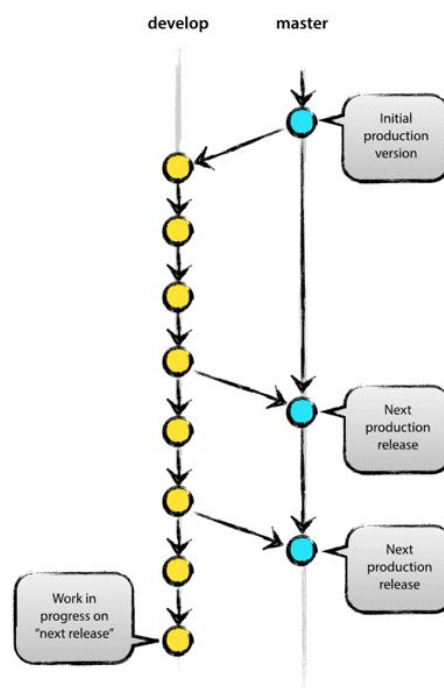 develop
master
Initial
production
version
Next
production
release
Next
production
release
Work in
progress on
“next release”